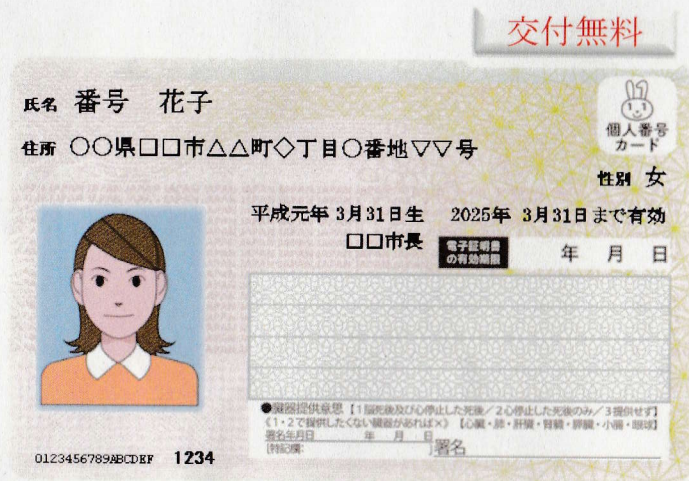 交付無料
氏名 番号 花子
個人番号
カード
住所 〇〇県□□市△△町◇丁目〇番地▽▽号
性別 女
平成元年 3月31日生 2025年 3月31日まで有効
□□市長
電子証明書
の有効期限
年 月 日
●臓器提供意思【1脳死後及び心停止した死後/2心停止した死後のみ/3提供せず】
《1・2で提供したくない臓器があれば×》【心臓・肺・肝臓・腎臓・膵臓・小腸・眼球】
署名年月日 年 月 日
[特記欄: ]署名
0123456789ABCDEF 1234